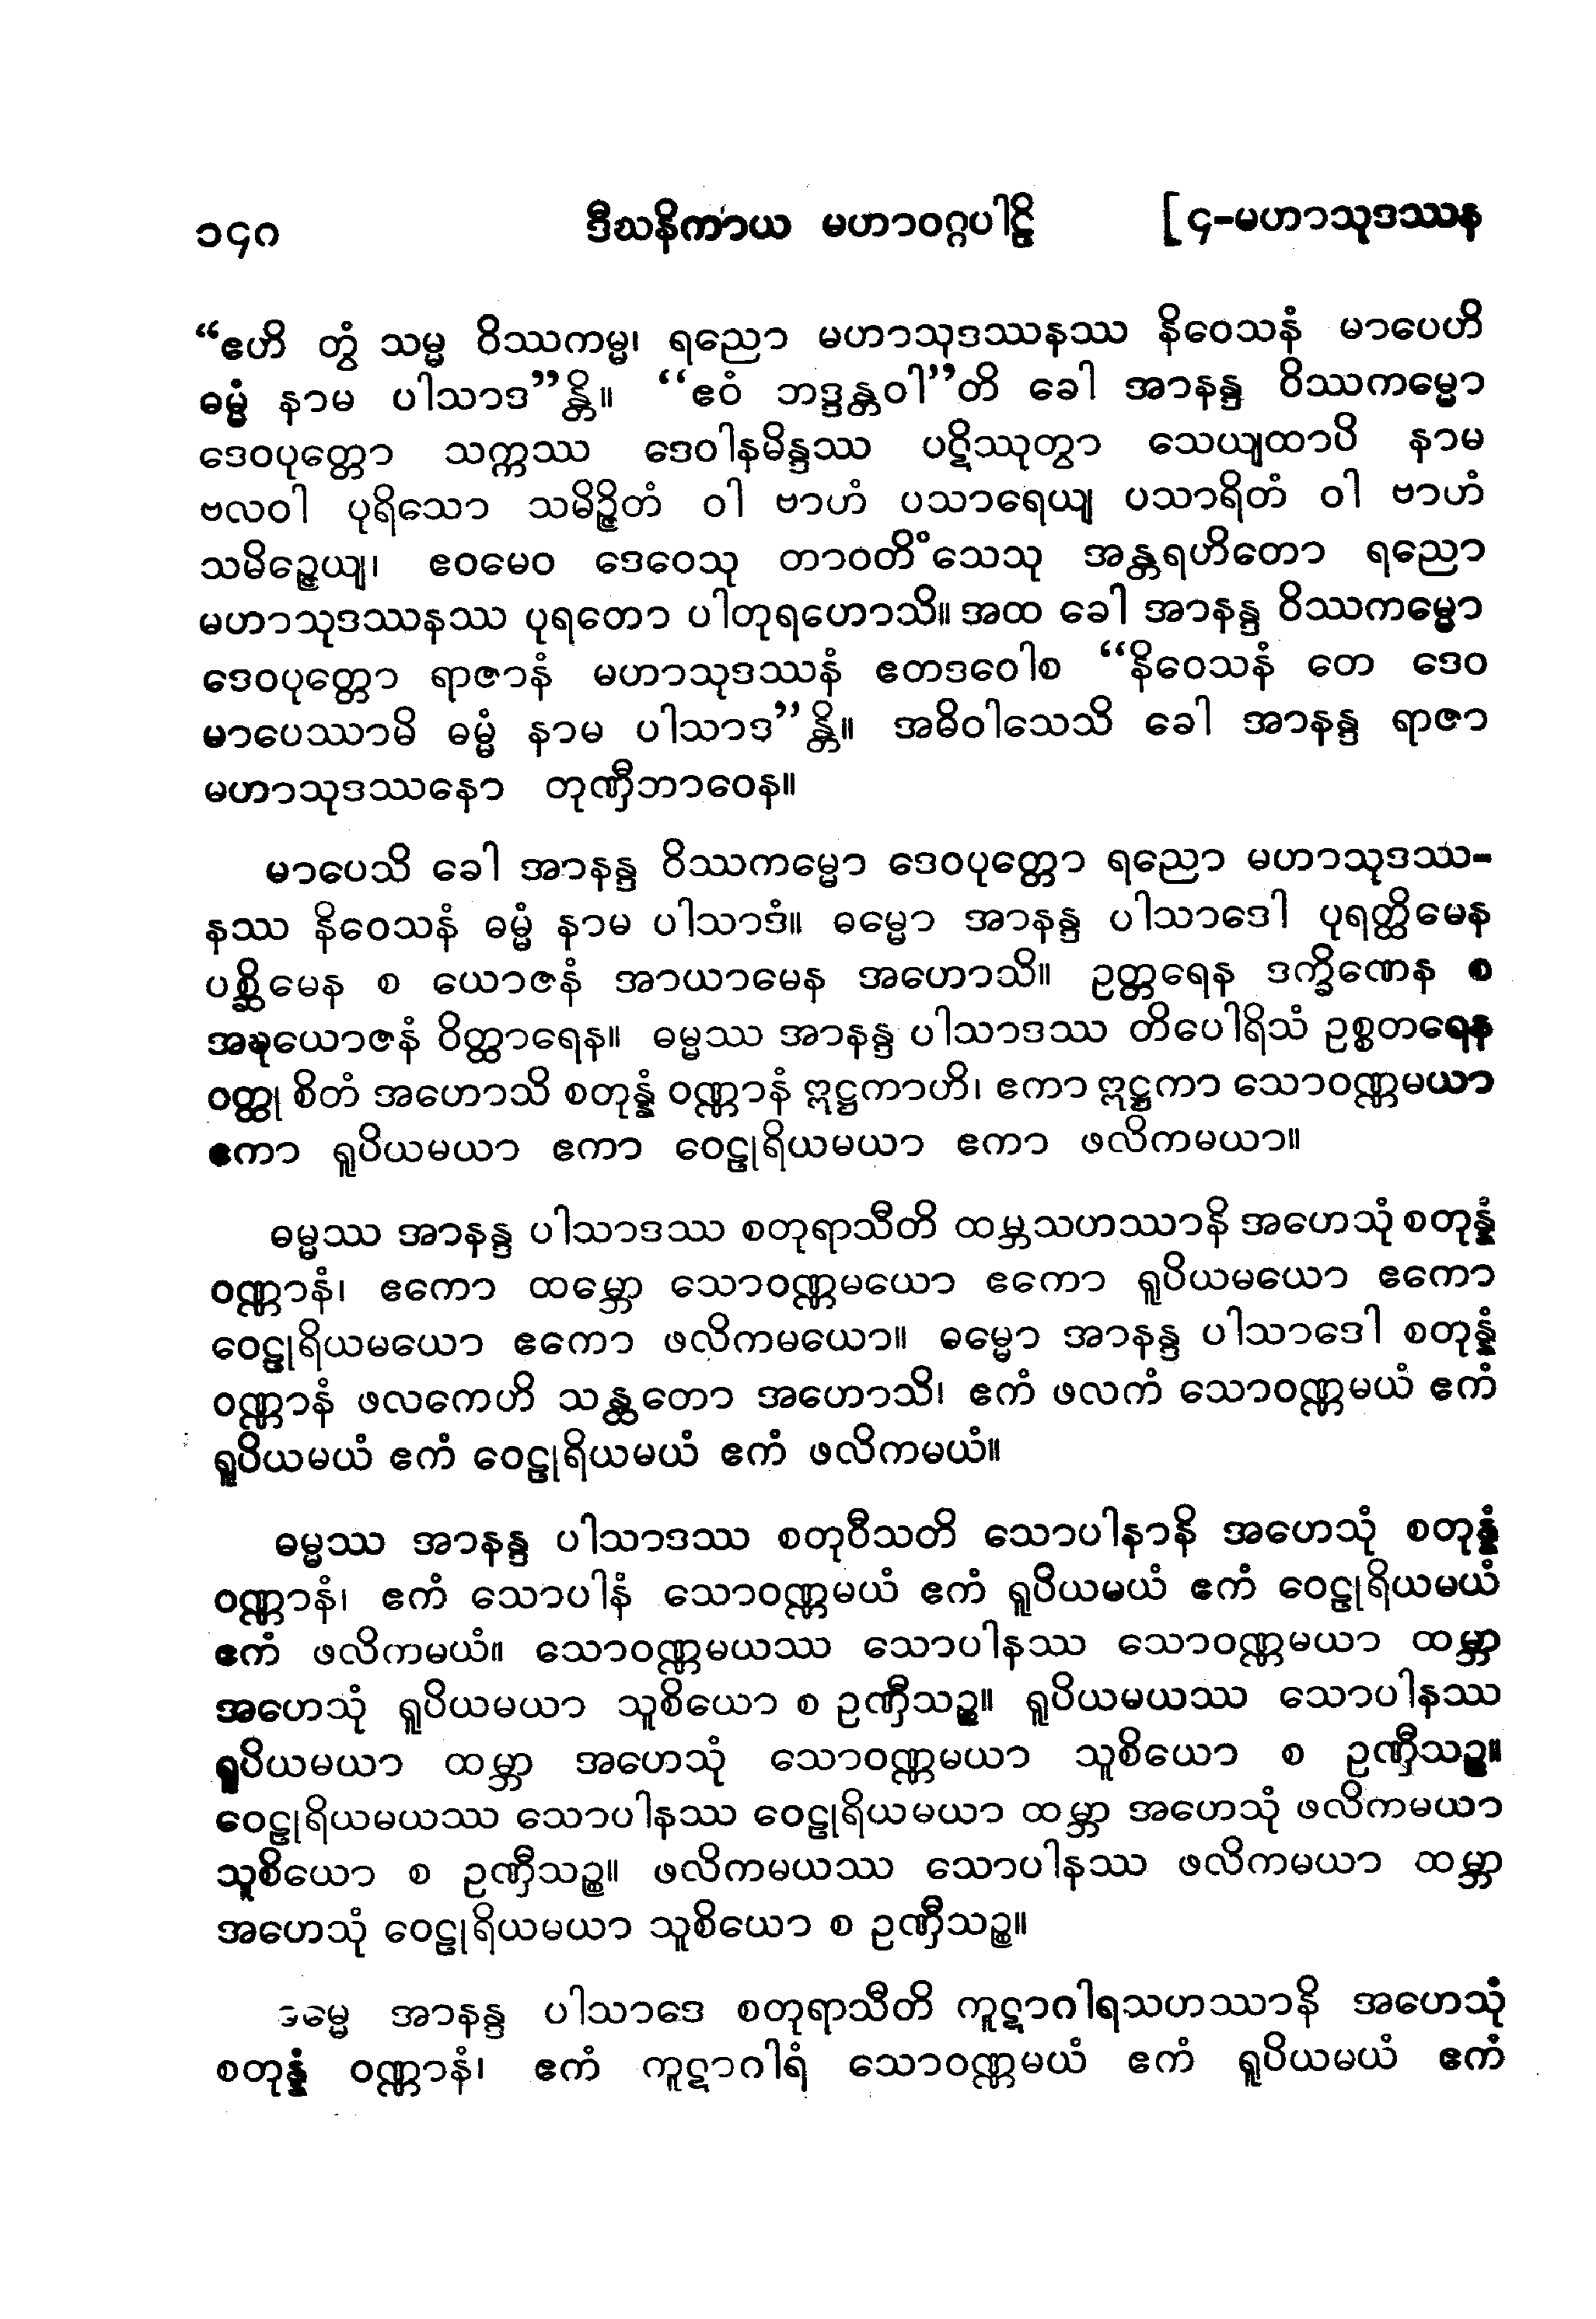 ၁၄၈ ဒီဃနိကာယ မဟာဝဂ္ဂပါဠိ [၄-မဟာသုဒဿန
“ဧဟိ တွံ သမ္မ ဝိဿကမ္မ၊ ရညော မဟာသုဒဿနဿ နိဝေသနံ မာပေဟိ
ဓမ္မံ နာမ ပါသာဒ”န္တိ။ “ဧဝံ ဘဒ္ဒန္တဝါ”တိ ခေါ အာနန္ဒ ဝိဿကမ္မော
ဒေဝပုတ္တော သက္ကဿ ဒေဝါနမိန္ဒဿ ပဋိဿုတွာ သေယျထာပိ နာမ
ဗလဝါ ပုရိသော သမိဉ္ဇိတံ ဝါ ဗာဟံ ပသာရေယျ ပသာရိတံ ဝါ ဗာဟံ
သမိဉ္ဇေယျ၊ ဧဝမေဝ ဒေဝေသု တာဝတိံသေသု အန္တရဟိတော ရညော
မဟာသုဒဿနဿ ပုရတော ပါတုရဟောသိ။ အထ ခေါ အာနန္ဒ ဝိဿကမ္မော
ဒေဝပုတ္တော ရာဇာနံ မဟာသုဒဿနံ ဧတဒဝေါစ “နိဝေသနံ တေ ဒေဝ
မာပေဿာမိ ဓမ္မံ နာမ ပါသာဒ”န္တိ။ အဓိဝါသေသိ ခေါ အာနန္ဒ ရာဇာ
မဟာသုဒဿနော တုဏှီဘာဝေန။
မာပေသိ ခေါ အာနန္ဒ ဝိဿကမ္မော ဒေဝပုတ္တော ရညော မဟာသုဒဿ-
နဿ နိဝေသနံ ဓမ္မံ နာမ ပါသာဒံ။ ဓမ္မော အာနန္ဒ ပါသာဒေါ ပုရတ္ထိမေန
ပစ္ဆိမေန စ ယောဇနံ အာယာမေန အဟောသိ။ ဥတ္တရေန ဒက္ခိဏေန စ
အဍ္ဎယောဇနံ ဝိတ္ထာရေန။ ဓမ္မဿ အာနန္ဒ ပါသာဒဿ တိပေါရိသံ ဥစ္စတရေန
ဝတ္ထု စိတံ အဟောသိ စတုန္နံ ဝဏ္ဏာနံ ဣဋ္ဌကာဟိ၊ ဧကာ ဣဋ္ဌကာ သောဝဏ္ဏမယာ
ဧကာ ရူပိယမယာ ဧကာ ဝေဠုရိယမယာ ဧကာ ဖလိကမယာ။
ဓမ္မဿ အာနန္ဒ ပါသာဒဿ စတုရာသီတိ ထမ္ဘသဟဿာနိ အဟေသုံ စတုန္နံ
ဝဏ္ဏာနံ၊ ဧကော ထမ္ဘော သောဝဏ္ဏမယော ဧကော ရူပိယမယော ဧကော
ဝေဠုရိယမယော ဧကော ဖလိကမယော။ ဓမ္မော အာနန္ဒ ပါသာဒေါ စတုန္နံ
ဝဏ္ဏာနံ ဖလကေဟိ သန္ထတော အဟောသိ၊ ဧကံ ဖလကံ သောဝဏ္ဏမယံ ဧကံ
ရူပိယမယံ ဧကံ ဝေဠုရိယမယံ ဧကံ ဖလိကမယံ။
ဓမ္မဿ အာနန္ဒ ပါသာဒဿ စတုဝီသတိ သောပါနာနိ အဟေသုံ စတုန္နံ
ဝဏ္ဏာနံ၊ ဧကံ သောပါနံ သောဝဏ္ဏမယံ ဧကံ ရူပိယမယံ ဧကံ ဝေဠုရိယမယံ
ဧကံ ဖလိကမယံ။ သောဝဏ္ဏမယဿ သောပါနဿ သောဝဏ္ဏမယာ ထမ္ဘာ
အဟေသုံ ရူပိယမယာ သူစိယော စ ဥဏှီသဉ္စ။ ရူပိယမယဿ သောပါနဿ
ရူပိယမယာ ထမ္ဘာ အဟေသုံ သောဝဏ္ဏမယာ သူစိယော စ ဥဏှီသဉ္စ။
ဝေဠုရိယမယဿ သောပါနဿ ဝေဠုရိယမယာ ထမ္ဘာ အဟေသုံ ဖလိကမယာ
သူစိယော စ ဥဏှီသဉ္စ။ ဖလိကမယဿ သောပါနဿ ဖလိကမယာ ထမ္ဘာ
အဟေသုံ ဝေဠုရိယမယာ သူစိယော စ ဥဏှီသဉ္စ။
ဓမ္မေ အာနန္ဒ ပါသာဒေ စတုရာသီတိ ကူဋာဂါရသဟဿာနိ အဟေသုံ
စတုန္နံ ဝဏ္ဏာနံ၊ ဧကံ ကူဋာဂါရံ သောဝဏ္ဏမယံ ဧကံ ရူပိယမယံ ဧကံ